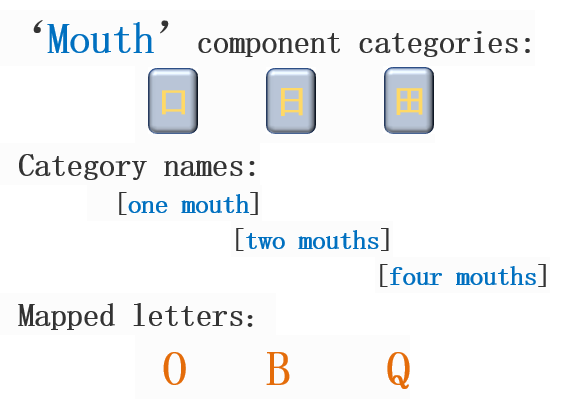 ‘Mouth’ component categories:
口 日 田
Category names:
[one mouth]
[two mouths]
[four mouths]
Mapped letters:
O B Q